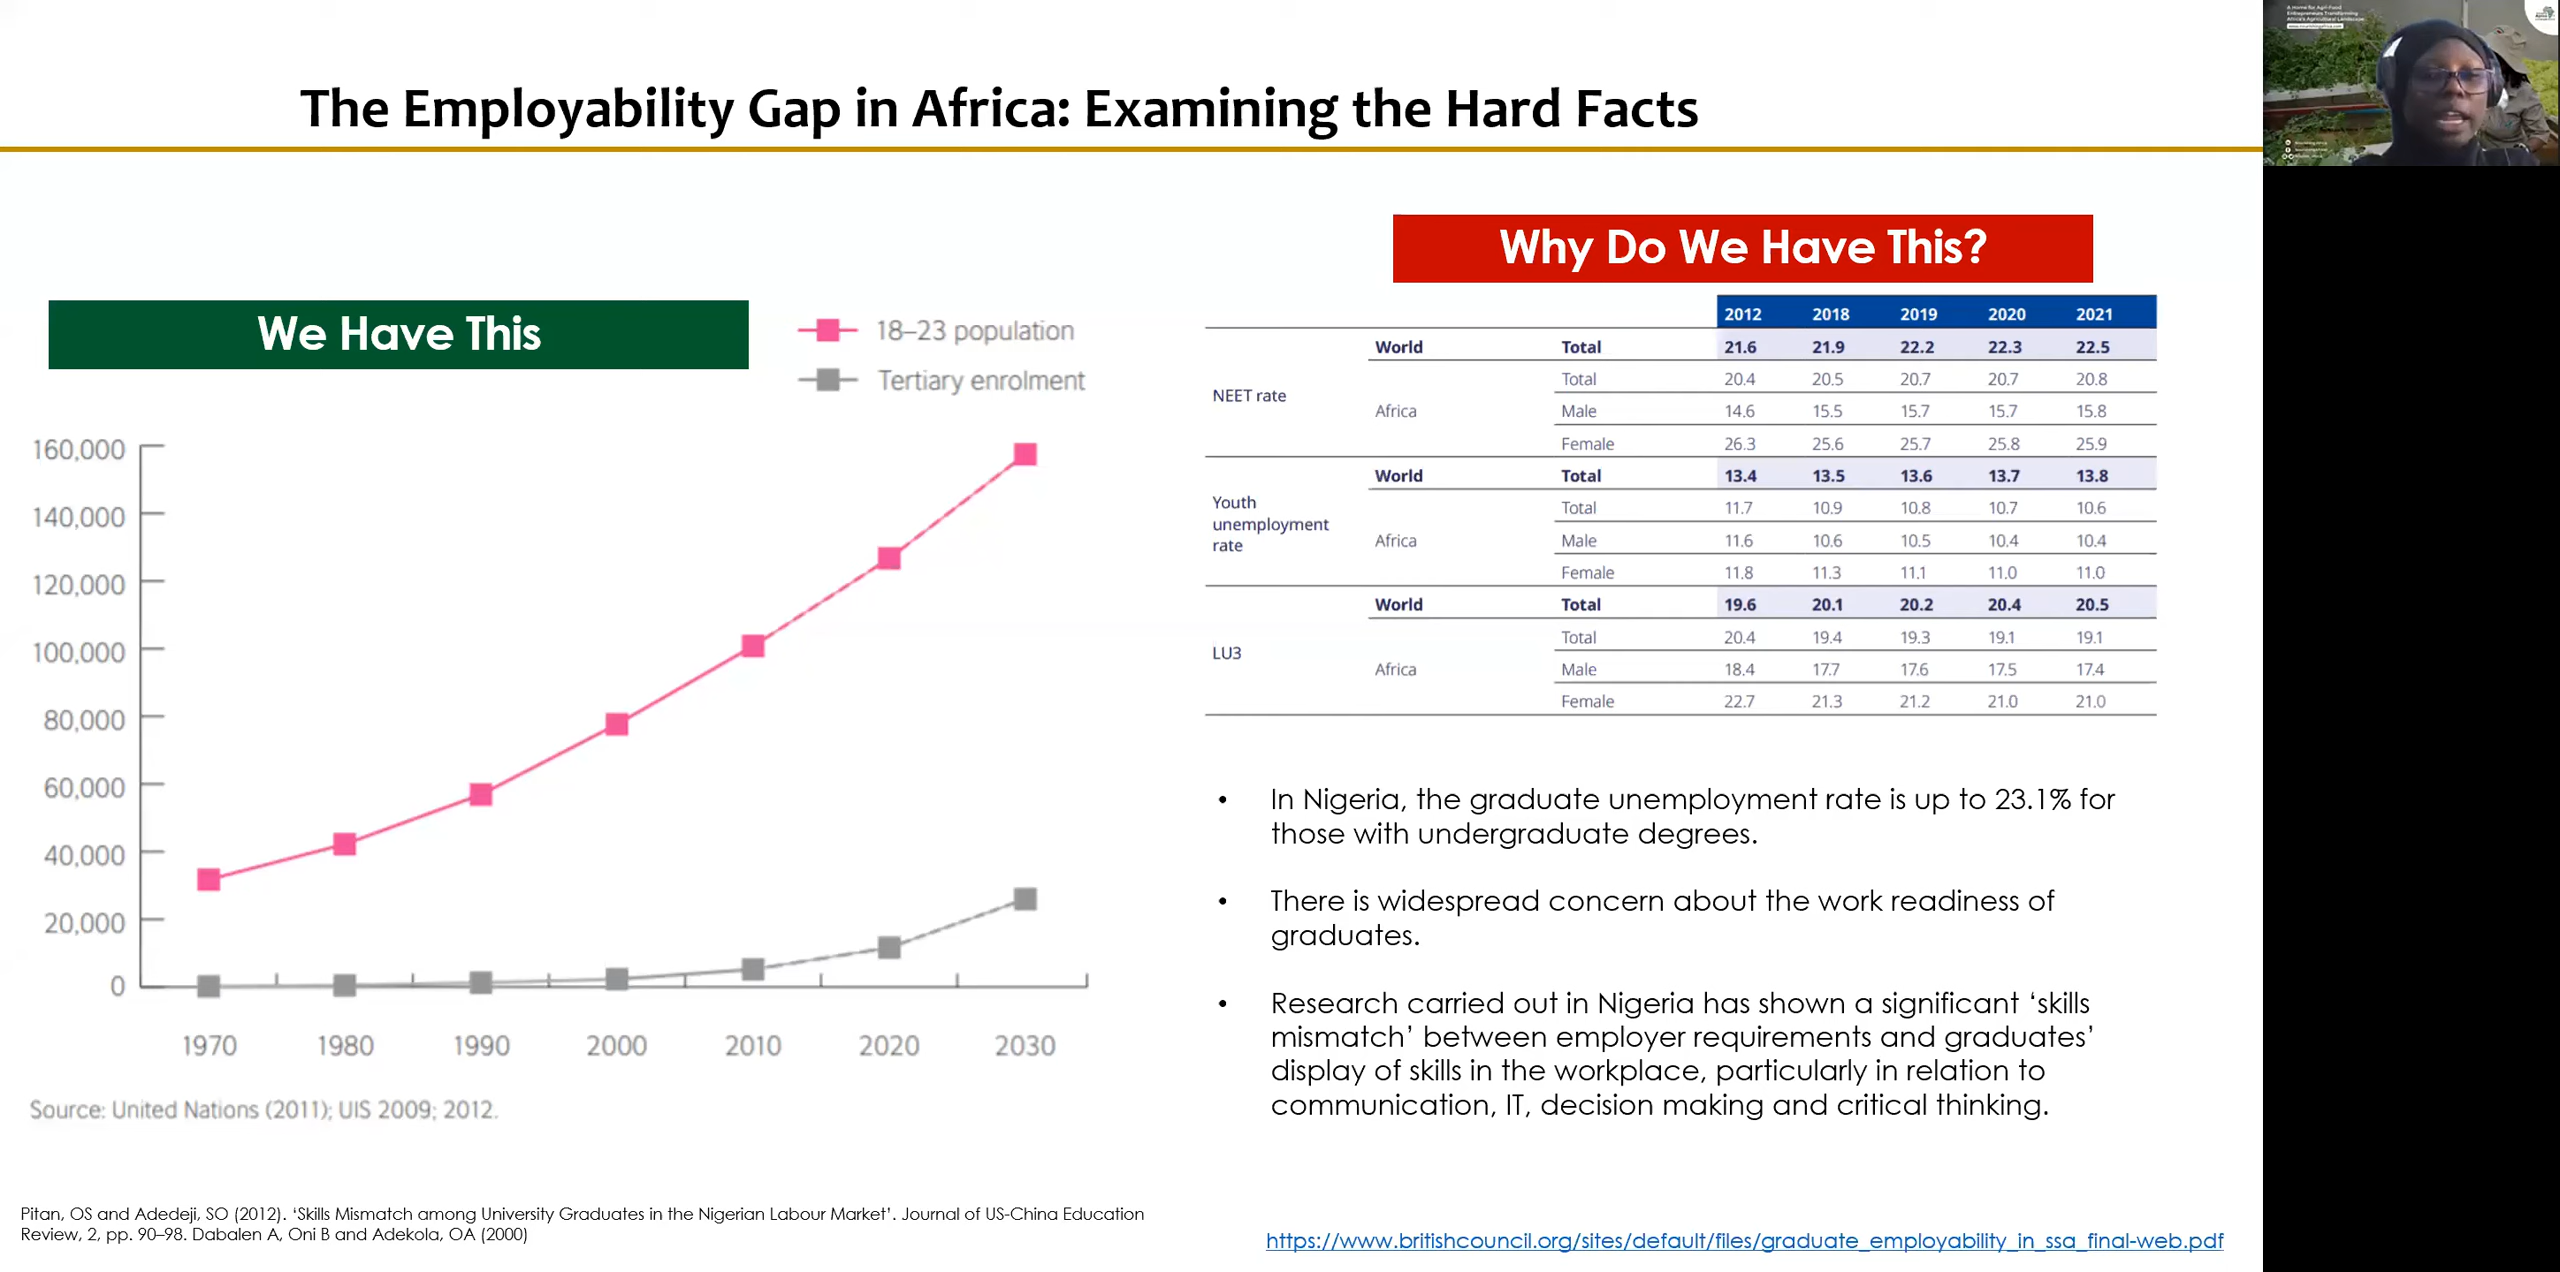 The Employability Gap in Africa: Examining the Hard Facts
We Have This
18–23 population
Tertiary enrolment
160,000
140,000
120,000
100,000
80,000
60,000
40,000
20,000
0
1970 1980 1990 2000 2010 2020 2030
Source: United Nations (2011); UIS 2009; 2012.
Why Do We Have This?
2012 2018 2019 2020 2021
NEET rate
World Total 21.6 21.9 22.2 22.3 22.5
Africa
Total 20.4 20.5 20.7 20.7 20.8
Male 14.6 15.5 15.7 15.7 15.8
Female 26.3 25.6 25.7 25.8 25.9
Youth
unemployment
rate
World Total 13.4 13.5 13.6 13.7 13.8
Africa
Total 11.7 10.9 10.8 10.7 10.6
Male 11.6 10.6 10.5 10.4 10.4
Female 11.8 11.3 11.1 11.0 11.0
LU3
World Total 19.6 20.1 20.2 20.4 20.5
Africa
Total 20.4 19.4 19.3 19.1 19.1
Male 18.4 17.7 17.6 17.5 17.4
Female 22.7 21.3 21.2 21.0 21.0
• In Nigeria, the graduate unemployment rate is up to 23.1% for
those with undergraduate degrees.
• There is widespread concern about the work readiness of
graduates.
• Research carried out in Nigeria has shown a significant ‘skills
mismatch’ between employer requirements and graduates’
display of skills in the workplace, particularly in relation to
communication, IT, decision making and critical thinking.
Pitan, OS and Adedeji, SO (2012). ‘Skills Mismatch among University Graduates in the Nigerian Labour Market’. Journal of US-China Education
Review, 2, pp. 90–98. Dabalen A, Oni B and Adekola, OA (2000)
https://www.britishcouncil.org/sites/default/files/graduate_employability_in_ssa_final-web.pdf
A Home for Agri-Food
Entrepreneurs Transforming
Africa's Agricultural Landscape